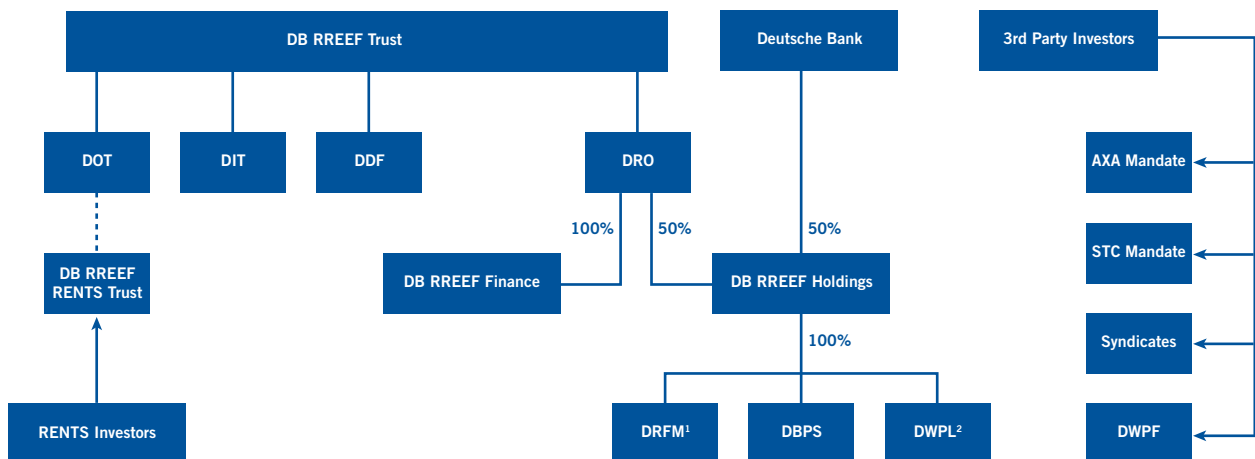 DB RREEF Trust
Deutsche Bank
3rd Party Investors
DOT
DIT
DDF
DRO
AXA Mandate
100%
50%
50%
DB RREEF
RENTS Trust
DB RREEF Finance
DB RREEF Holdings
STC Mandate
100%
Syndicates
RENTS Investors
DRFM¹
DBPS
DWPL²
DWPF